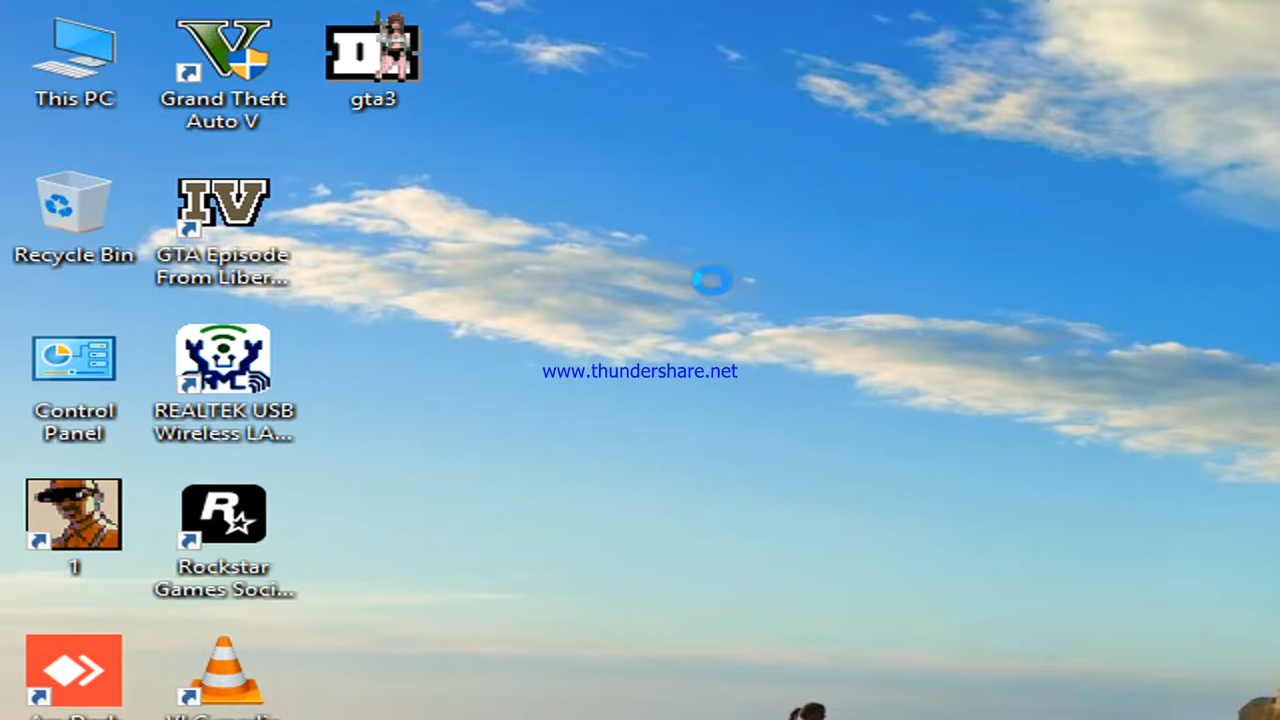 This PC
Grand Theft
Auto V
gta3
Recycle Bin
IV
GTA Episode
From Liber...
www.thundershare.net
Control
Panel
REALTEK USB
Wireless LA...
1
R
Rockstar
Games Soci...